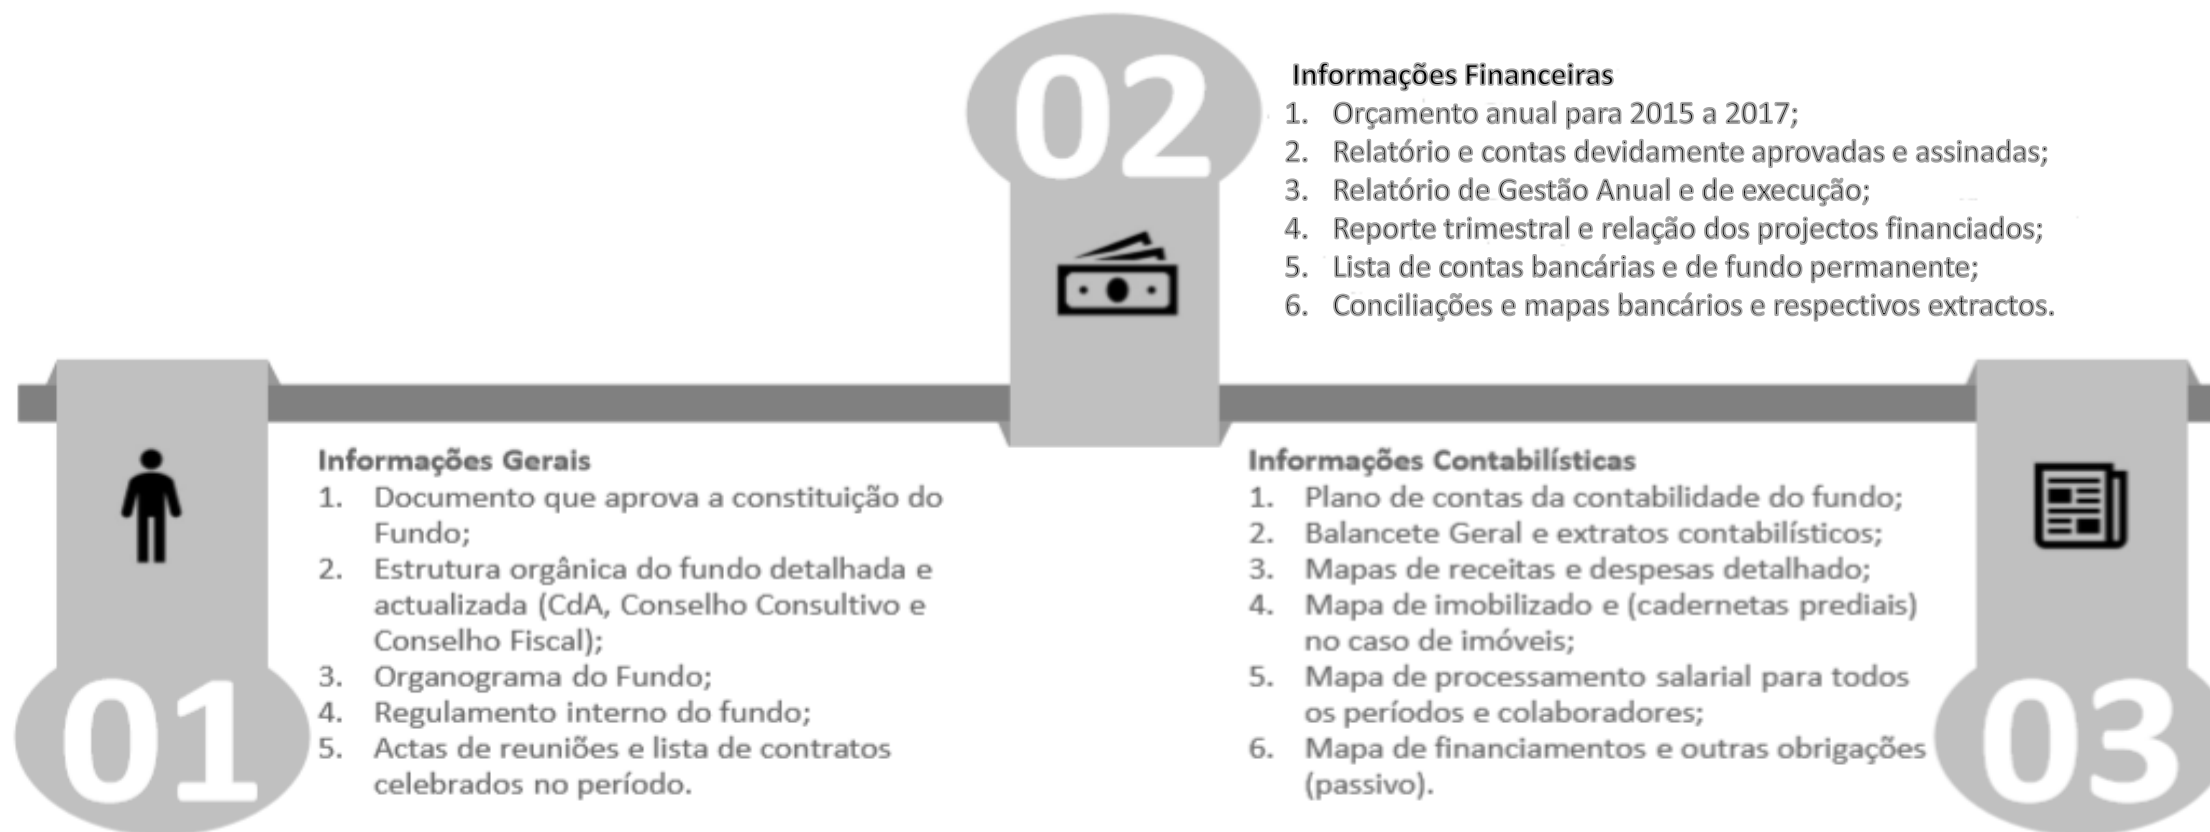 01
Informações Gerais
1. Documento que aprova a constituição do
Fundo;
2. Estrutura orgânica do fundo detalhada e
actualizada (CdA, Conselho Consultivo e
Conselho Fiscal);
3. Organograma do Fundo;
4. Regulamento interno do fundo;
5. Actas de reuniões e lista de contratos
celebrados no período.
02
Informações Financeiras
1. Orçamento anual para 2015 a 2017;
2. Relatório e contas devidamente aprovadas e assinadas;
3. Relatório de Gestão Anual e de execução;
4. Reporte trimestral e relação dos projectos financiados;
5. Lista de contas bancárias e de fundo permanente;
6. Conciliações e mapas bancários e respectivos extractos.
03
Informações Contabilísticas
1. Plano de contas da contabilidade do fundo;
2. Balancete Geral e extratos contabilísticos;
3. Mapas de receitas e despesas detalhado;
4. Mapa de imobilizado e (cadernetas prediais)
no caso de imóveis;
5. Mapa de processamento salarial para todos
os períodos e colaboradores;
6. Mapa de financiamentos e outras obrigações
(passivo).